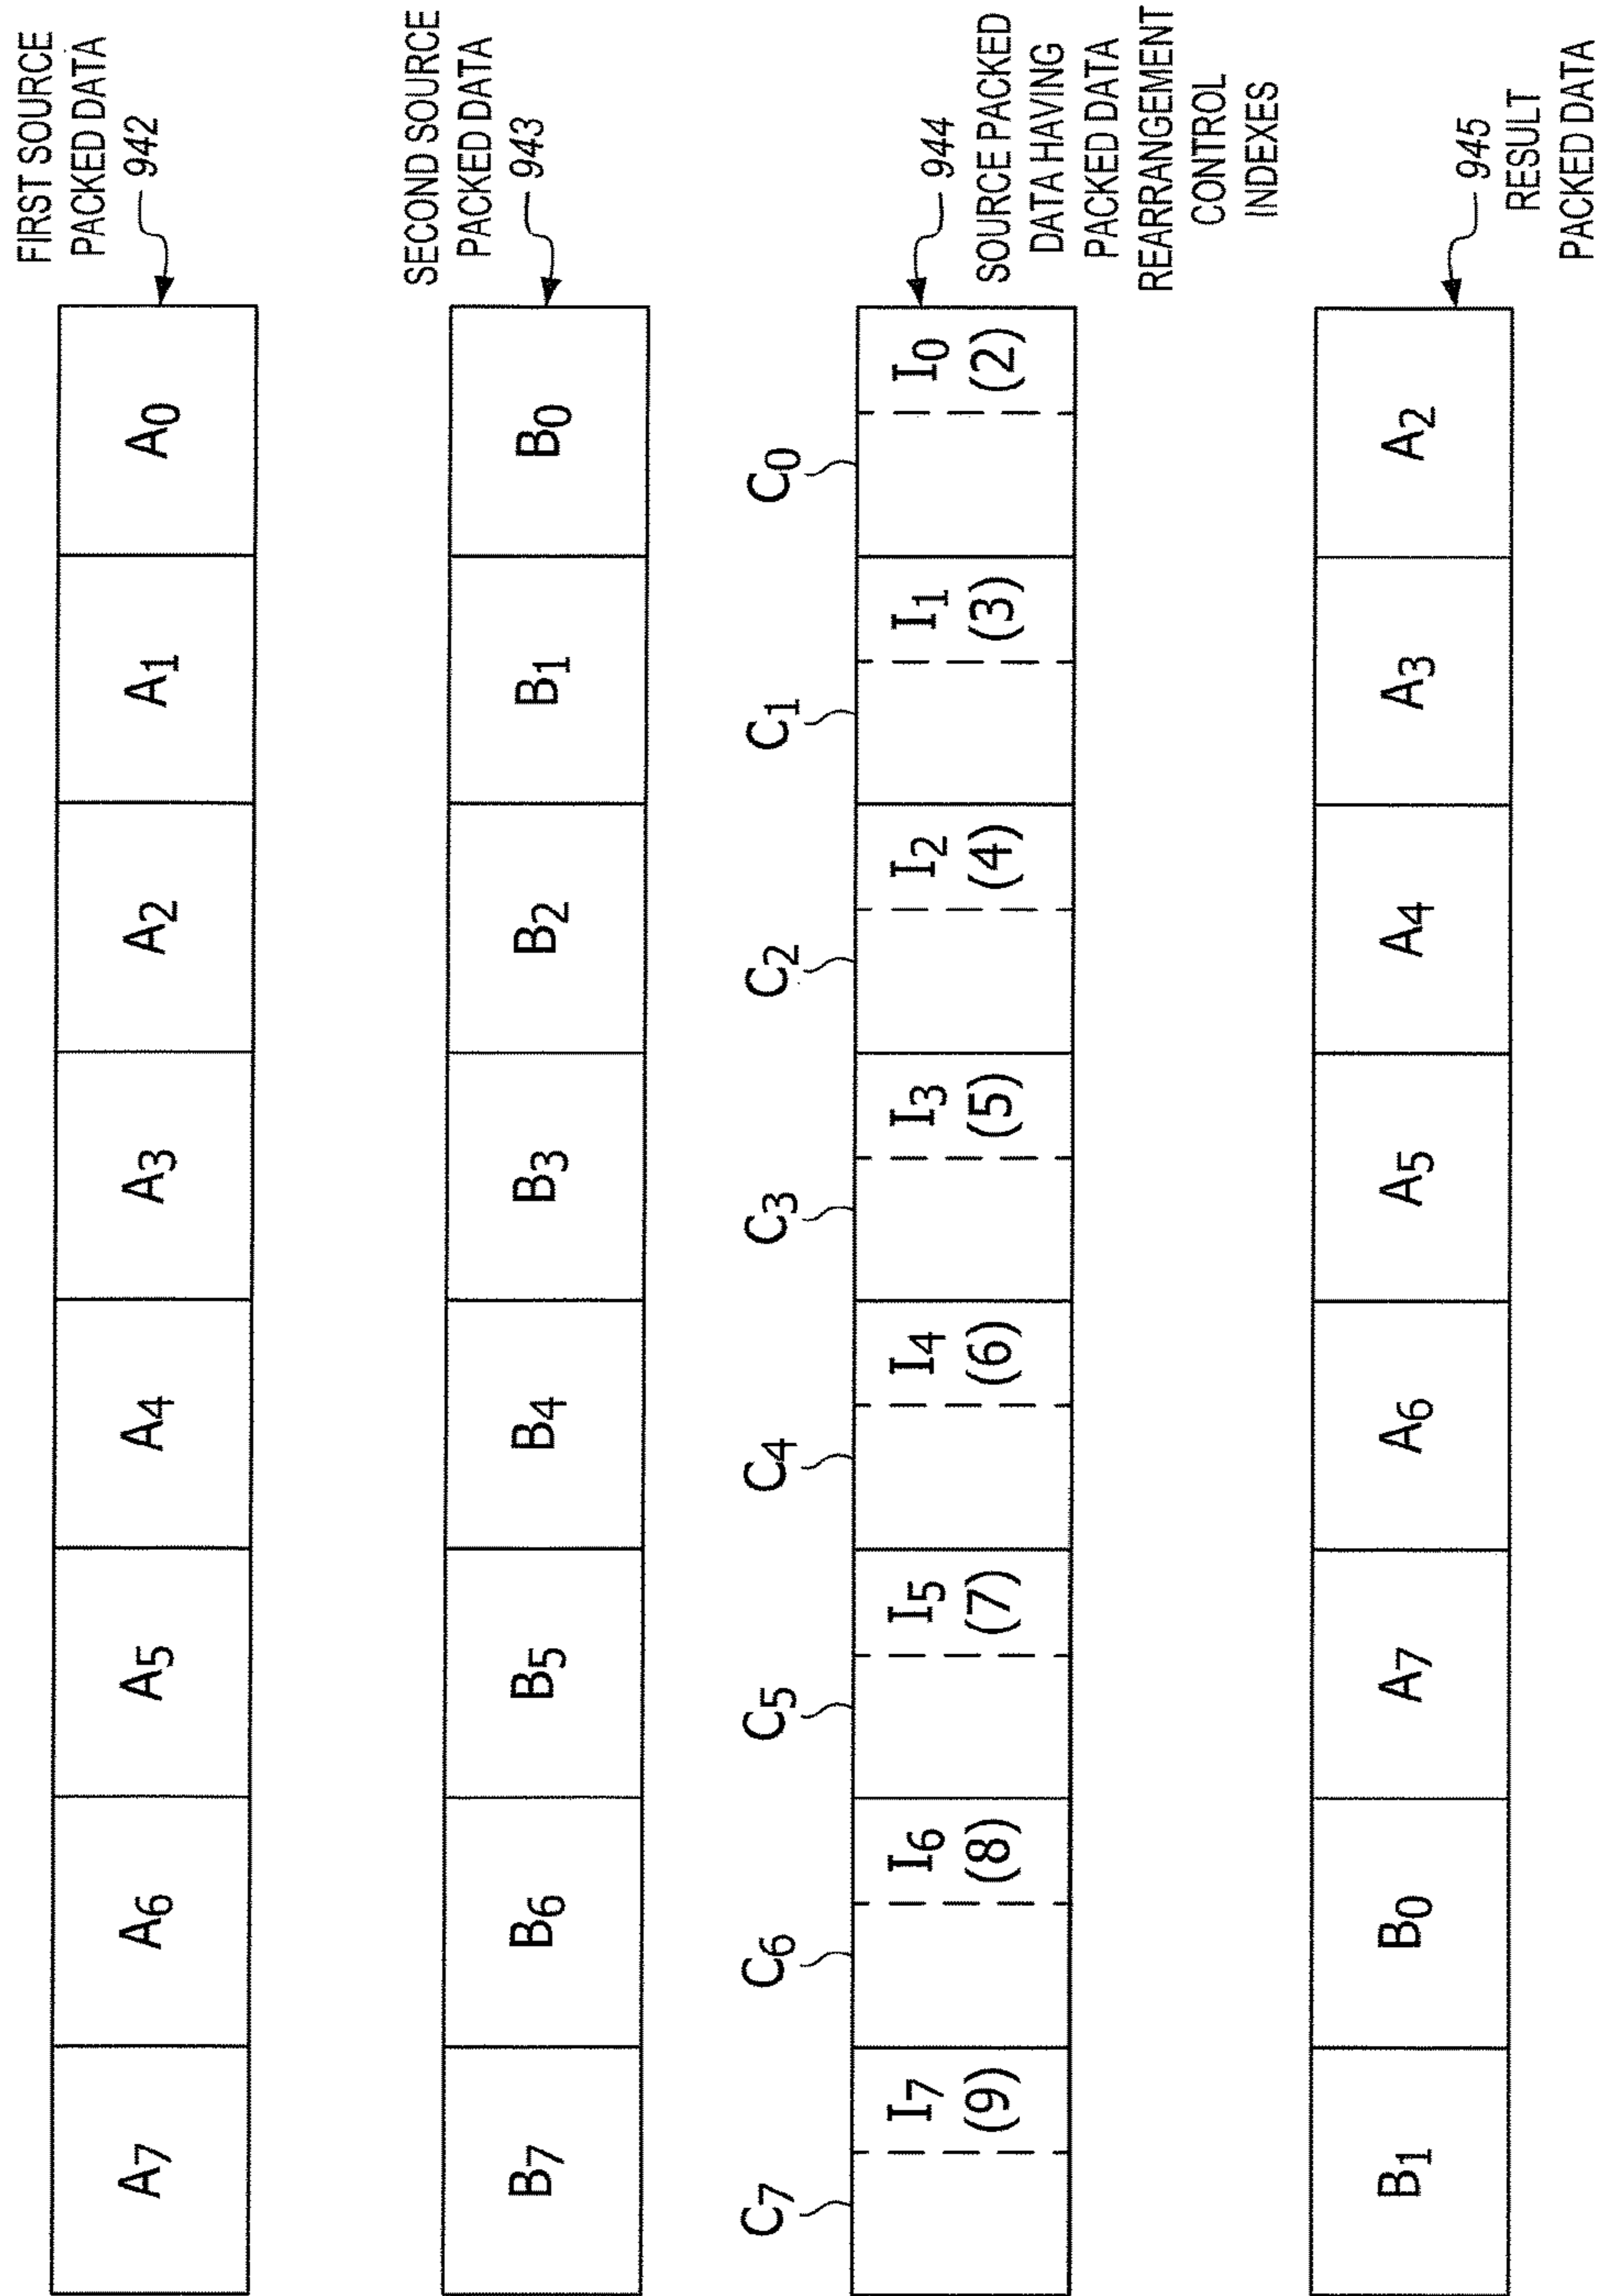 FIRST SOURCE
PACKED DATA
942
A7 A6 A5 A4 A3 A2 A1 A0
SECOND SOURCE
PACKED DATA
943
B7 B6 B5 B4 B3 B2 B1 B0
C7 C6 C5 C4 C3 C2 C1 C0
I7 I6 I5 I4 I3 I2 I1 I0
(9) (8) (7) (6) (5) (4) (3) (2)
944
SOURCE PACKED
DATA HAVING
PACKED DATA
REARRANGEMENT
CONTROL
INDEXES
B1 B0 A7 A6 A5 A4 A3 A2
945
RESULT
PACKED DATA